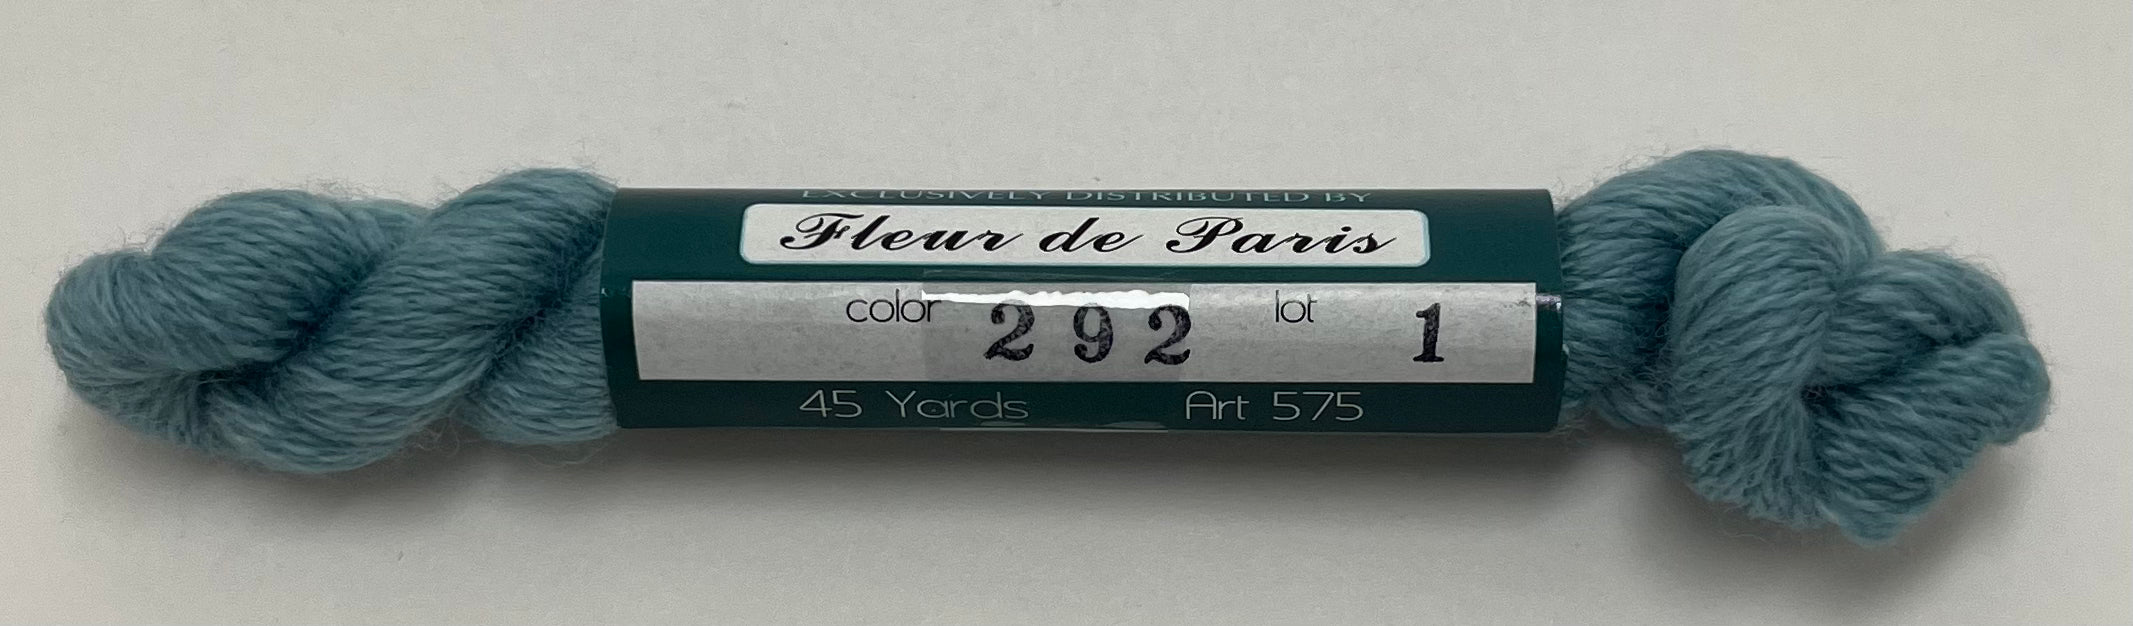 EXCLUSIVELY DISTRIBUTED BY
Fleur de Paris
color 292 lot 1
45 Yards Art 575